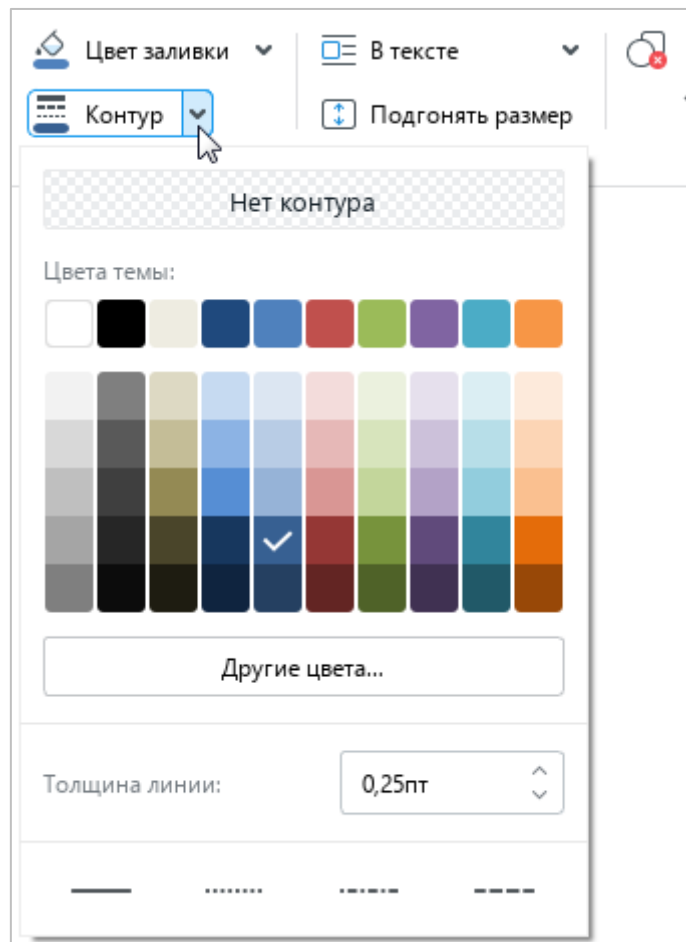 Цвет заливки
В тексте
Контур
Подгонять размер
Нет контура
Цвета темы:
Другие цвета...
Толщина линии:
0,25пт